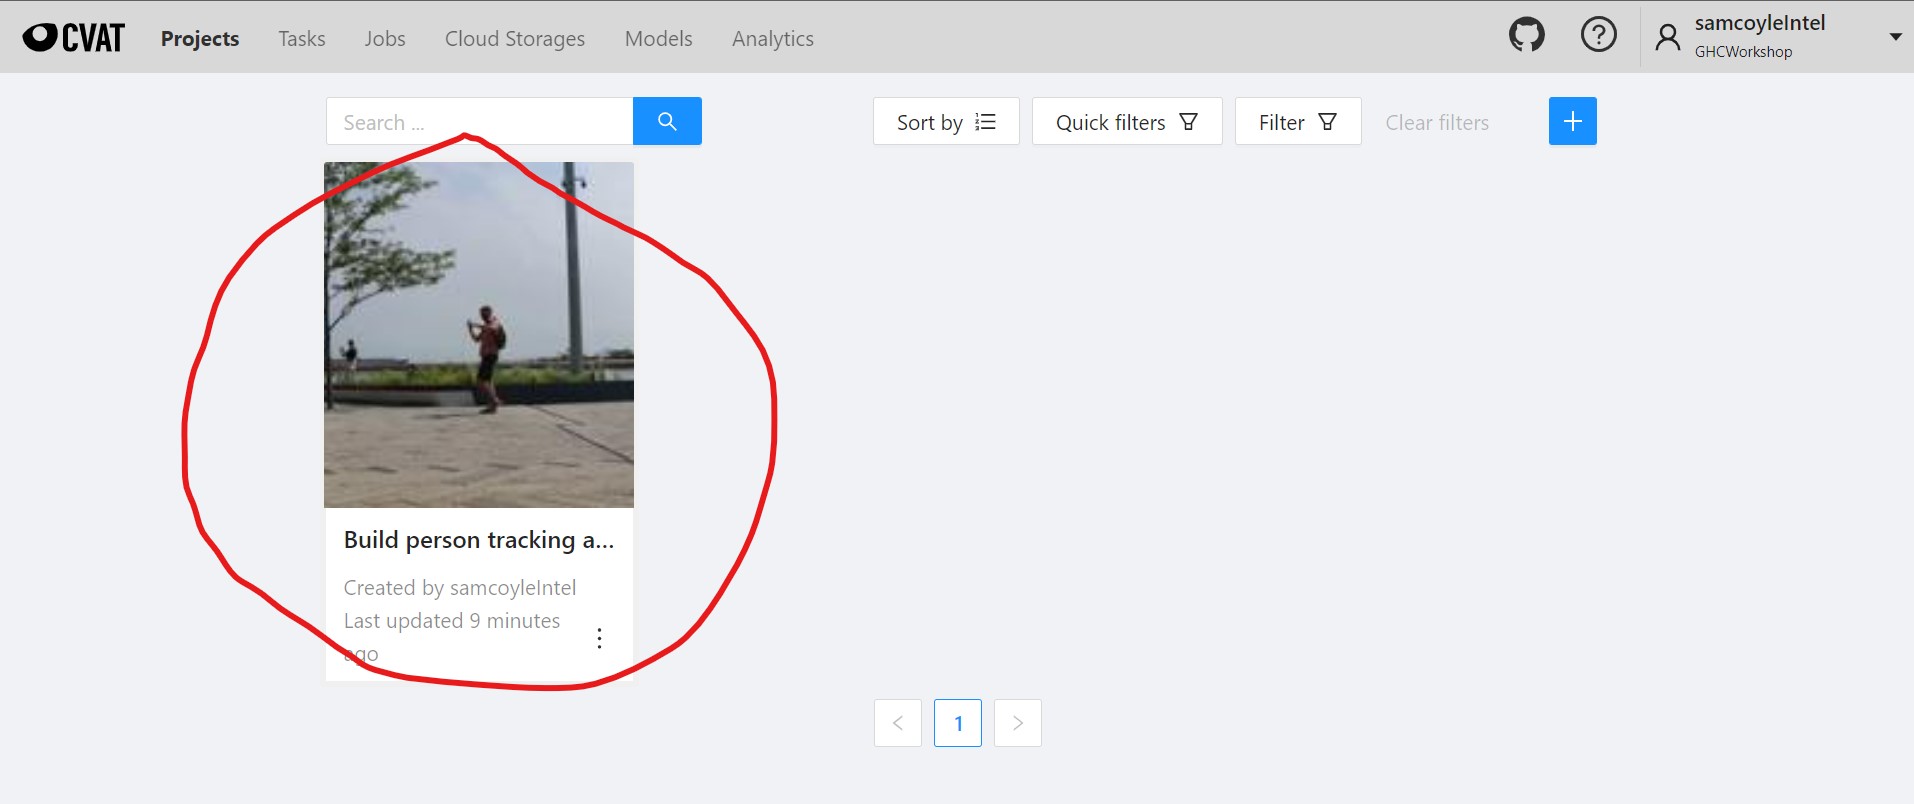 CVAT
Projects
Tasks
Jobs
Cloud Storages
Models
Analytics
samcoyleIntel
GHCWorkshop
Search ...
Sort by
Quick filters
Filter
Clear filters
Build person tracking a...
Created by samcoyleIntel
Last updated 9 minutes
ago
1